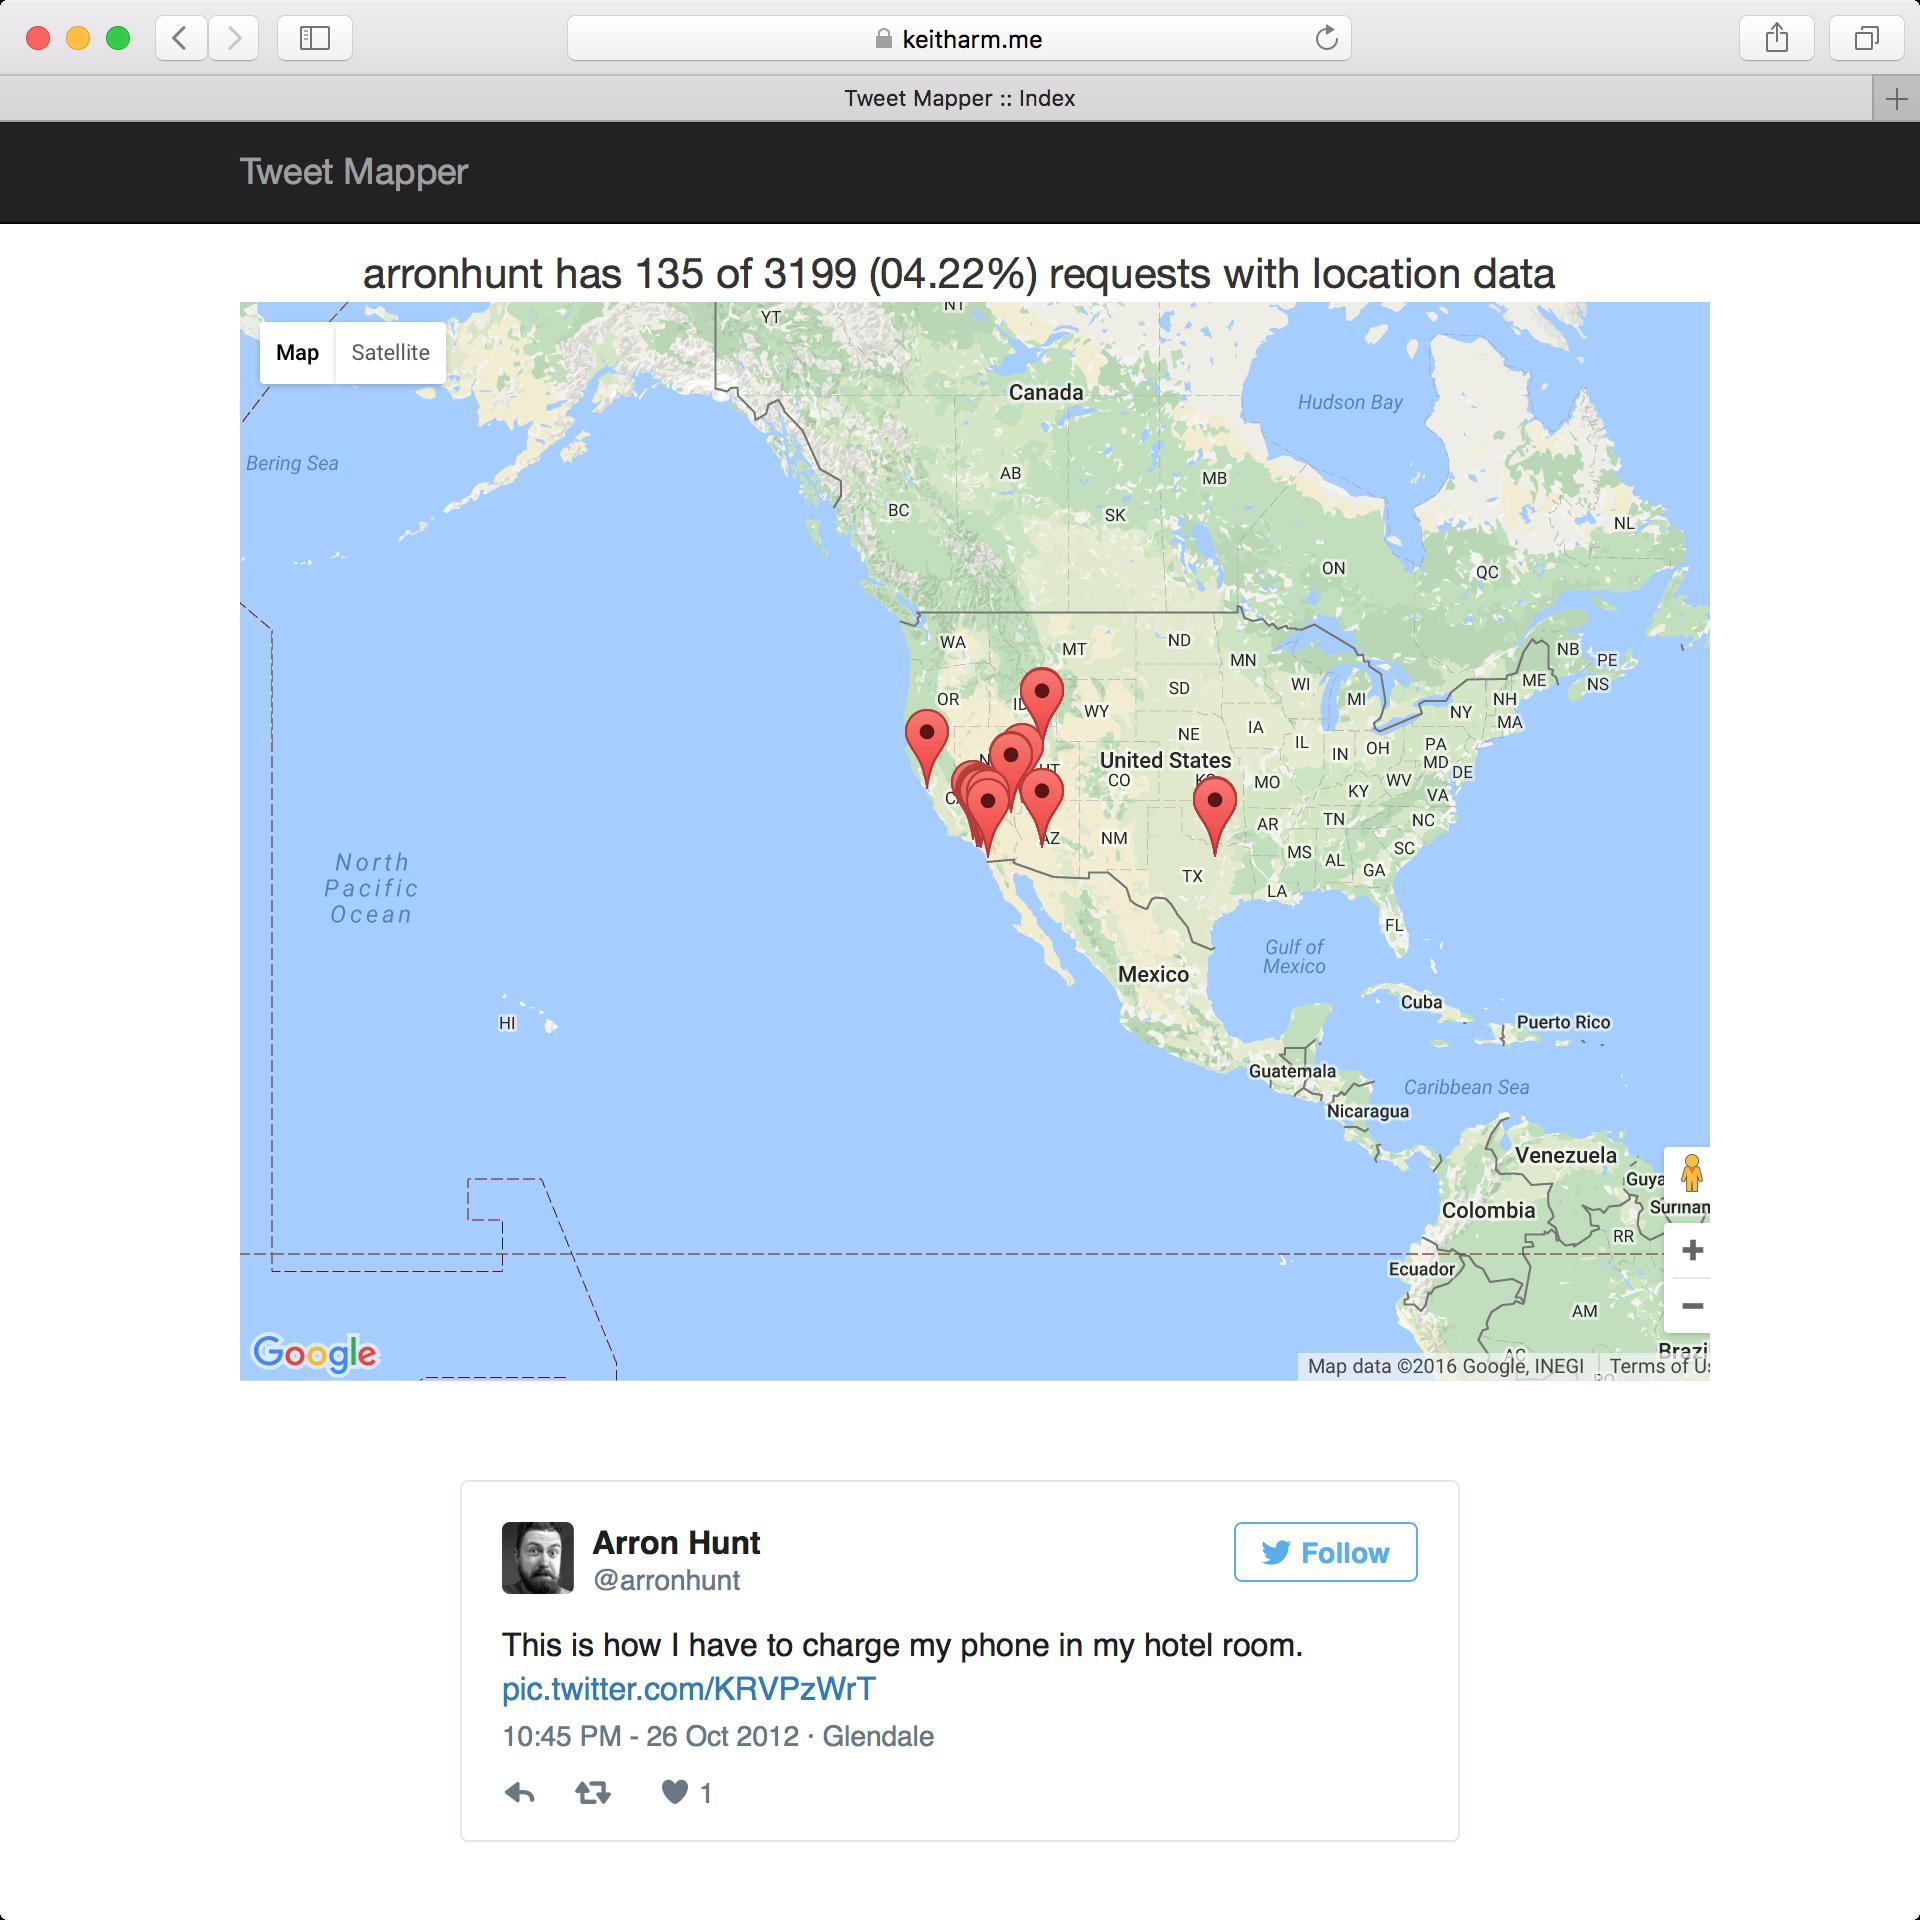 keitharm.me
Tweet Mapper :: Index
Tweet Mapper
arronhunt has 135 of 3199 (04.22%) requests with location data
Map Satellite
YT
NT
Canada
Hudson Bay
Bering Sea
AB
MB
BC
SK
NL
ON
QC
WA
MT
ND
MN
NB
PE
NS
ME
OR
SD
WI
MI
NH
NY
MA
WY
NE
IA
IL
IN
OH
PA
MD
DE
United States
CO
MO
WV
KY
VA
AZ
NM
AR
TN
NC
MS
AL
SC
GA
TX
LA
FL
North
Pacific
Ocean
Gulf of
Mexico
Mexico
HI
Cuba
Puerto Rico
Guatemala
Caribbean Sea
Nicaragua
Venezuela
Guya
Colombia
Surinam
RR
Ecuador
AM
Brazi
AC
Google
Map data ©2016 Google, INEGI
Terms of Us
Arron Hunt
@arronhunt
Follow
This is how I have to charge my phone in my hotel room.
pic.twitter.com/KRVPzWrT
10:45 PM - 26 Oct 2012 · Glendale
1